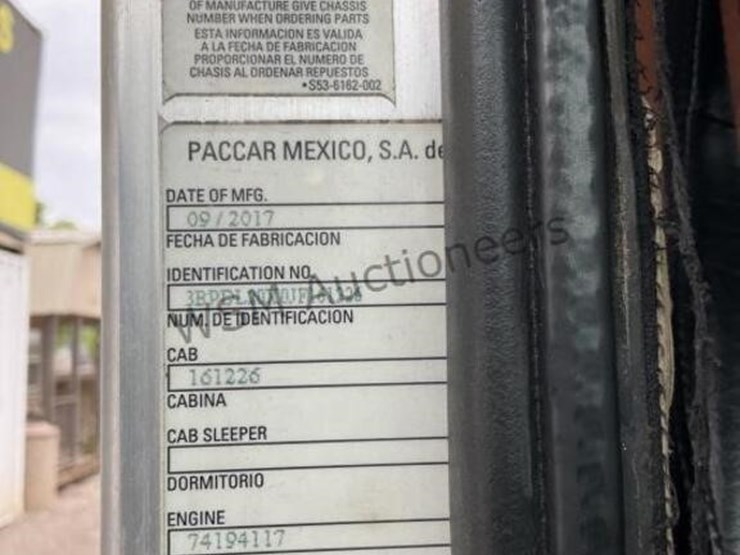 OF MANUFACTURE GIVE CHASSIS
NUMBER WHEN ORDERING PARTS
ESTA INFORMACION ES VALIDA
A LA FECHA DE FABRICACION
PROPORCIONAR EL NUMERO DE
CHASIS AL ORDENAR REPUESTOS
•S53-6162-002
PACCAR MEXICO, S.A. de
DATE OF MFG.
09/2017
FECHA DE FABRICACION
IDENTIFICATION NO.
NUM. DE IDENTIFICACION
CAB
161226
CABINA
CAB SLEEPER
DORMITORIO
ENGINE
74194117
WSM Auctioneers